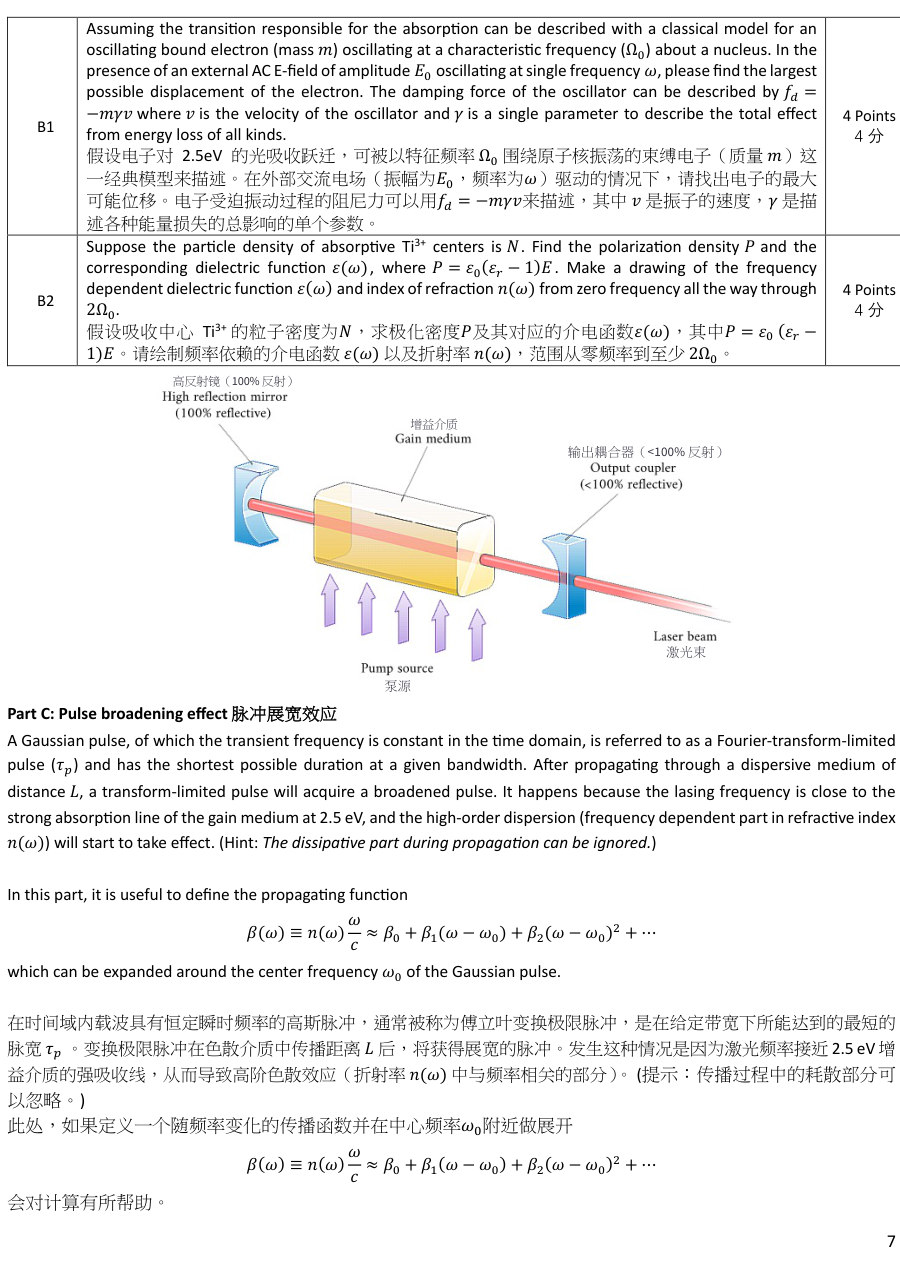 B1
Assuming the transition responsible for the absorption can be described with a classical model for an
oscillating bound electron (mass 𝑚) oscillating at a characteristic frequency (Ω₀) about a nucleus. In the
presence of an external AC E-field of amplitude 𝐸₀ oscillating at single frequency 𝜔, please find the largest
possible displacement of the electron. The damping force of the oscillator can be described by 𝑓𝑑 =
−𝑚𝛾𝑣 where 𝑣 is the velocity of the oscillator and 𝛾 is a single parameter to describe the total effect
from energy loss of all kinds.
假设电子对 2.5eV 的光吸收跃迁，可被以特征频率 Ω₀ 围绕原子核振荡的束缚电子（质量 𝑚）这
一经典模型来描述。在外部交流电场（振幅为𝐸₀，频率为𝜔）驱动的情况下，请找出电子的最大
可能位移。电子受迫振动过程的阻尼力可以用𝑓𝑑 = −𝑚𝛾𝑣来描述，其中 𝑣 是振子的速度，𝛾 是描
述各种能量损失的总影响的单个参数。
4 Points
4 分
B2
Suppose the particle density of absorptive Ti³⁺ centers is 𝑁. Find the polarization density 𝑃 and the
corresponding dielectric function 𝜀(𝜔), where 𝑃 = 𝜀₀(𝜀ᵣ − 1)𝐸. Make a drawing of the frequency
dependent dielectric function 𝜀(𝜔) and index of refraction 𝑛(𝜔) from zero frequency all the way through
2Ω₀.
假设吸收中心 Ti³⁺ 的粒子密度为𝑁，求极化密度𝑃及其对应的介电函数𝜀(𝜔)，其中𝑃 = 𝜀₀ (𝜀ᵣ −
1)𝐸。请绘制频率依赖的介电函数 𝜀(𝜔) 以及折射率 𝑛(𝜔)，范围从零频率到至少 2Ω₀。
4 Points
4 分
高反射镜（100% 反射）
High reflection mirror
(100% reflective)
增益介质
Gain medium
输出耦合器（<100% 反射）
Output coupler
(<100% reflective)
Laser beam
激光束
Pump source
泵源
Part C: Pulse broadening effect 脉冲展宽效应
A Gaussian pulse, of which the transient frequency is constant in the time domain, is referred to as a Fourier-transform-limited
pulse (𝜏ₚ) and has the shortest possible duration at a given bandwidth. After propagating through a dispersive medium of
distance 𝐿, a transform-limited pulse will acquire a broadened pulse. It happens because the lasing frequency is close to the
strong absorption line of the gain medium at 2.5 eV, and the high-order dispersion (frequency dependent part in refractive index
𝑛(𝜔)) will start to take effect. (Hint: The dissipative part during propagation can be ignored.)
In this part, it is useful to define the propagating function
𝛽(𝜔) ≡ 𝑛(𝜔) 𝜔/𝑐 ≈ 𝛽₀ + 𝛽₁(𝜔 − 𝜔₀) + 𝛽₂(𝜔 − 𝜔₀)² + ⋯
which can be expanded around the center frequency 𝜔₀ of the Gaussian pulse.
在时间域内载波具有恒定瞬时频率的高斯脉冲，通常被称为傅立叶变换极限脉冲，是在给定带宽下所能达到的最短的
脉宽 𝜏ₚ 。变换极限脉冲在色散介质中传播距离 𝐿 后，将获得展宽的脉冲。发生这种情况是因为激光频率接近 2.5 eV 增
益介质的强吸收线，从而导致高阶色散效应（折射率 𝑛(𝜔) 中与频率相关的部分）。 (提示：传播过程中的耗散部分可
以忽略。)
此处，如果定义一个随频率变化的传播函数并在中心频率𝜔₀附近做展开
𝛽(𝜔) ≡ 𝑛(𝜔) 𝜔/𝑐 ≈ 𝛽₀ + 𝛽₁(𝜔 − 𝜔₀) + 𝛽₂(𝜔 − 𝜔₀)² + ⋯
会对计算有所帮助。
7